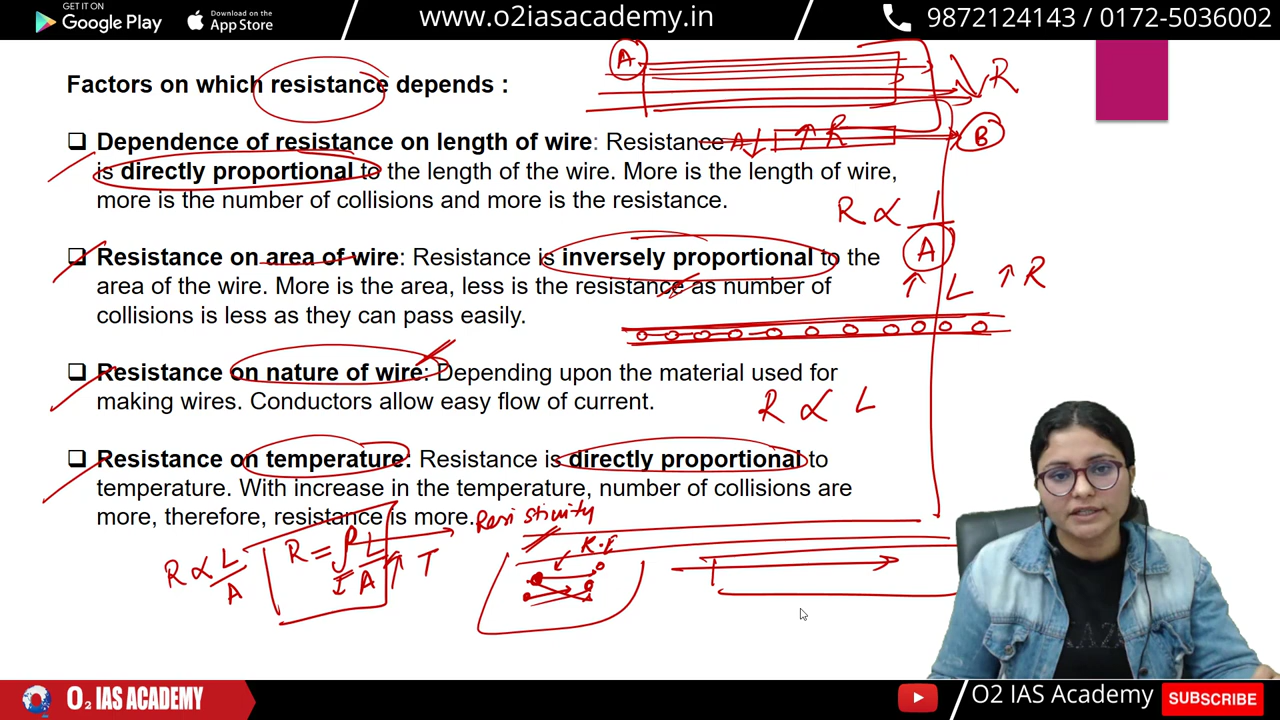 GET IT ON
Google Play
Download on the
App Store
www.o2iasacademy.in
9872124143 / 0172-5036002
Factors on which resistance depends :
A
↓ R
❑ Dependence of resistance on length of wire: Resistance
A↓ ↑ R
B
is directly proportional to the length of the wire. More is the length of wire,
more is the number of collisions and more is the resistance.
R ∝ 1/A
❑ Resistance on area of wire: Resistance is inversely proportional to the
area of the wire. More is the area, less is the resistance as number of
↑ L ↑ R
collisions is less as they can pass easily.
❑ Resistance on nature of wire: Depending upon the material used for
making wires. Conductors allow easy flow of current.
R ∝ L
❑ Resistance on temperature: Resistance is directly proportional to
temperature. With increase in the temperature, number of collisions are
more, therefore, resistance is more.
Resistivity
R ∝ L/A
R = ρ L/A
↑ T
K.E
O₂ IAS ACADEMY
O2 IAS Academy
SUBSCRIBE